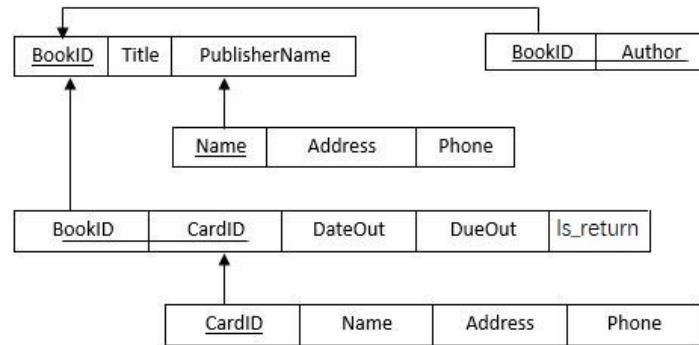 BookID Title PublisherName
BookID Author
Name Address Phone
BookID CardID DateOut DueOut Is_return
CardID Name Address Phone